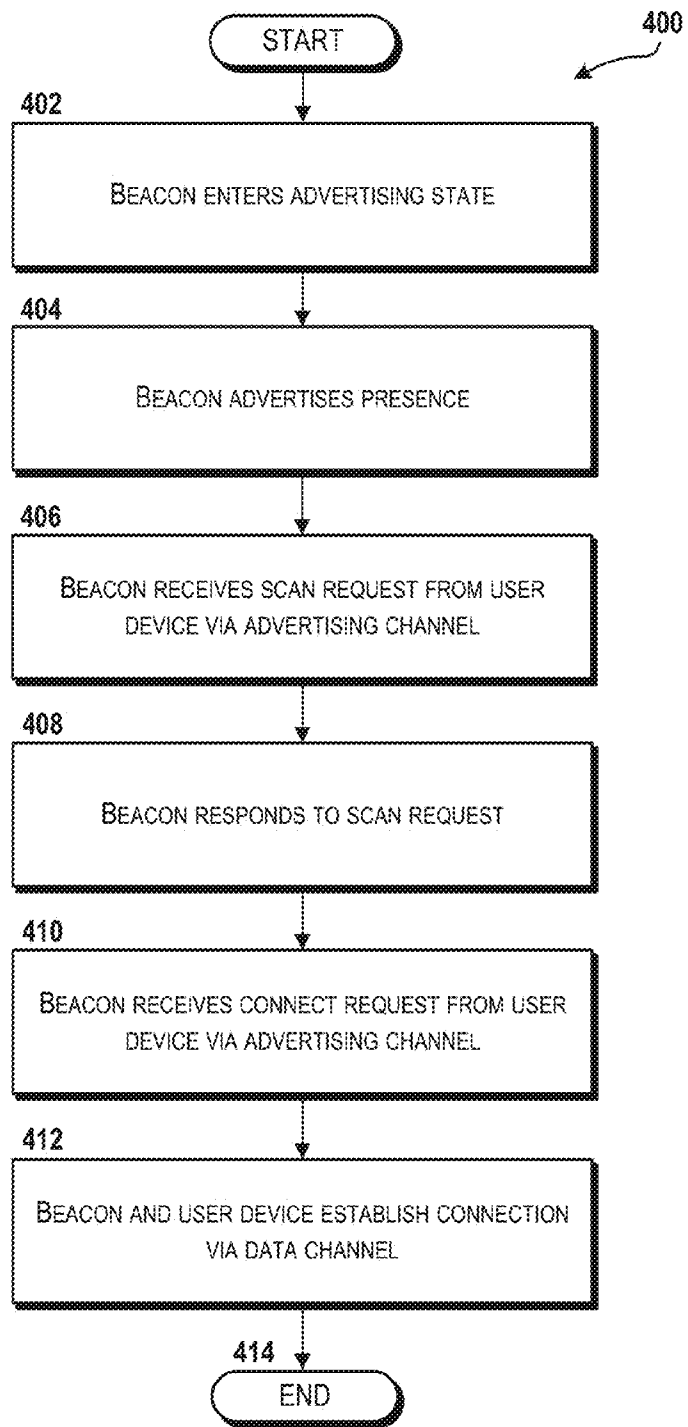 START
400
402
BEACON ENTERS ADVERTISING STATE
404
BEACON ADVERTISES PRESENCE
406
BEACON RECEIVES SCAN REQUEST FROM USER
DEVICE VIA ADVERTISING CHANNEL
408
BEACON RESPONDS TO SCAN REQUEST
410
BEACON RECEIVES CONNECT REQUEST FROM USER
DEVICE VIA ADVERTISING CHANNEL
412
BEACON AND USER DEVICE ESTABLISH CONNECTION
VIA DATA CHANNEL
414
END